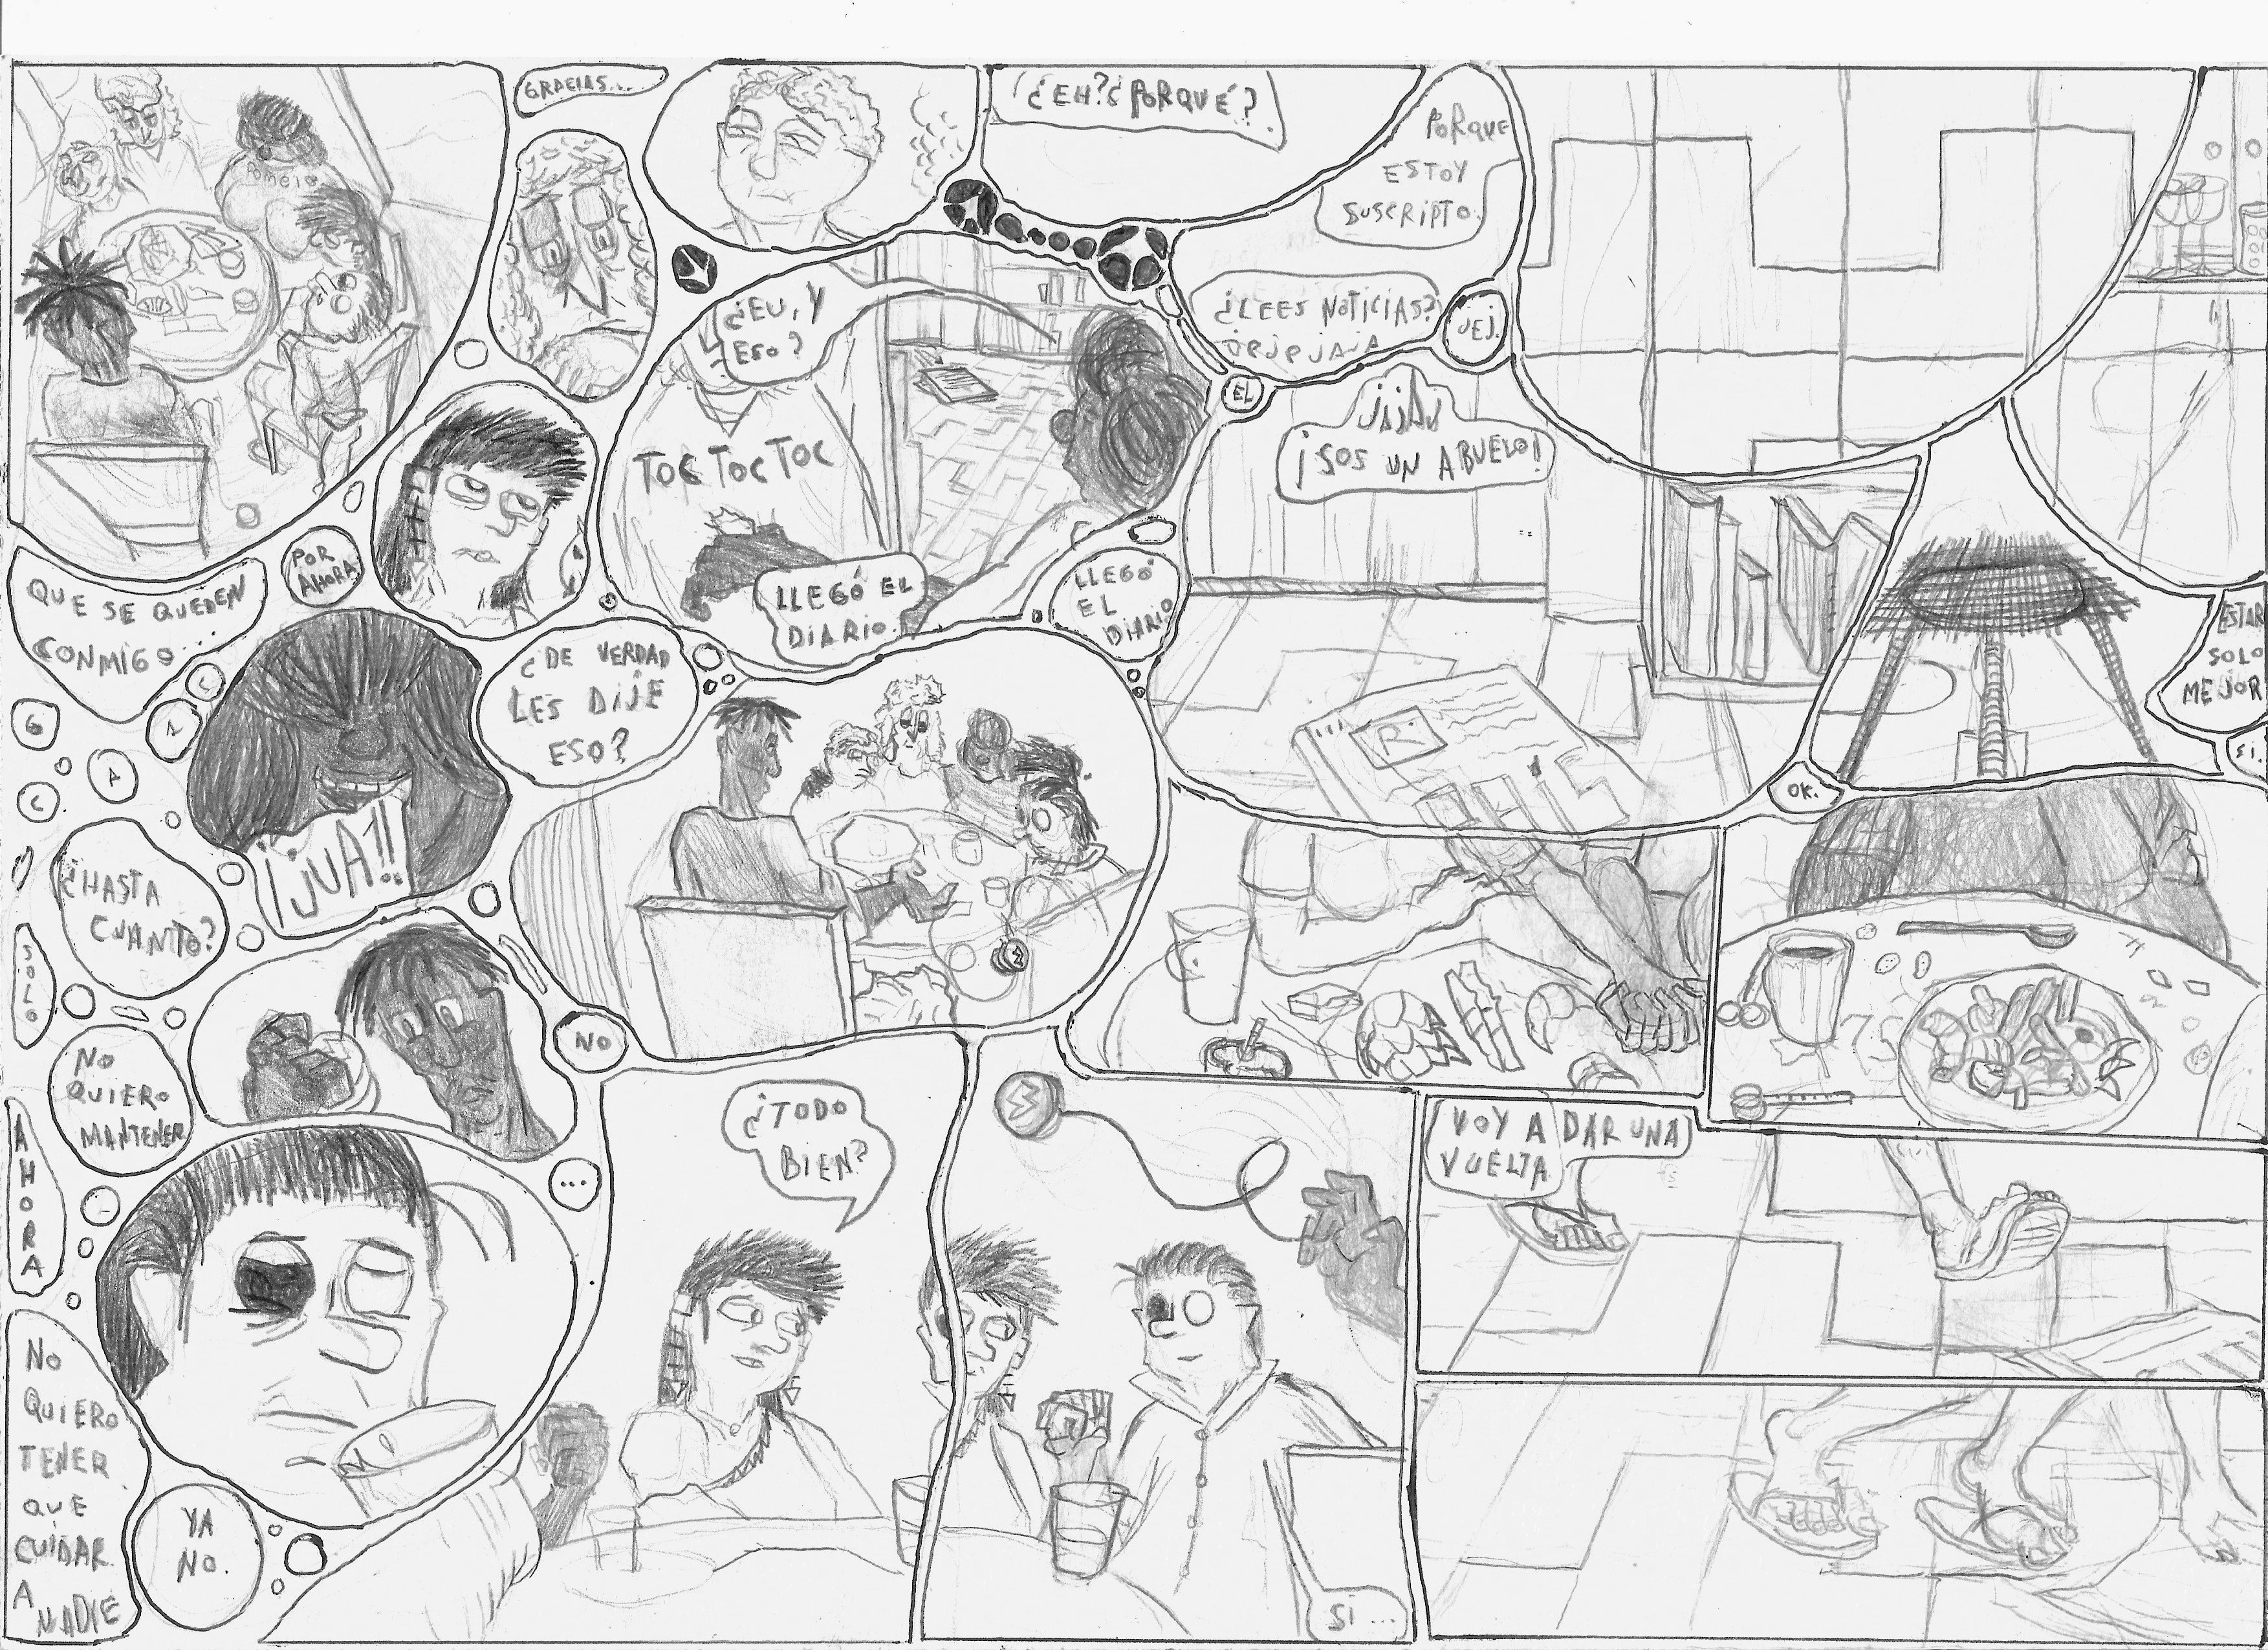 Pomelo
GRACIAS...
¿EH? ¿PORQUÉ?
PORQUE
ESTOY
SUSCRIPTO.
¿LEES NOTICIAS?
JEJ.
¿EU, Y
ESO?
TOC TOC TOC
LLEGÓ EL
DIARIO.
LLEGÓ
EL
DIARIO
EL
JAJAJ
¡SOS UN ABUELO!
QUE SE QUEDEN
CONMIGO...
POR
AHORA
¿DE VERDAD
LES DIJE
ESO?
¡¡JUA!!
G
A
C
¿HASTA
CUANTO?
SOLO
NO
QUIERO
MANTENER
AHORA
NO
QUIERO
TENER
QUE
CUIDAR
A
NADIE
YA
NO.
NO
...
¿TODO
BIEN?
SI...
ESTAR
SOLO
MEJOR
SI.
OK.
VOY A DAR UNA
VUELTA